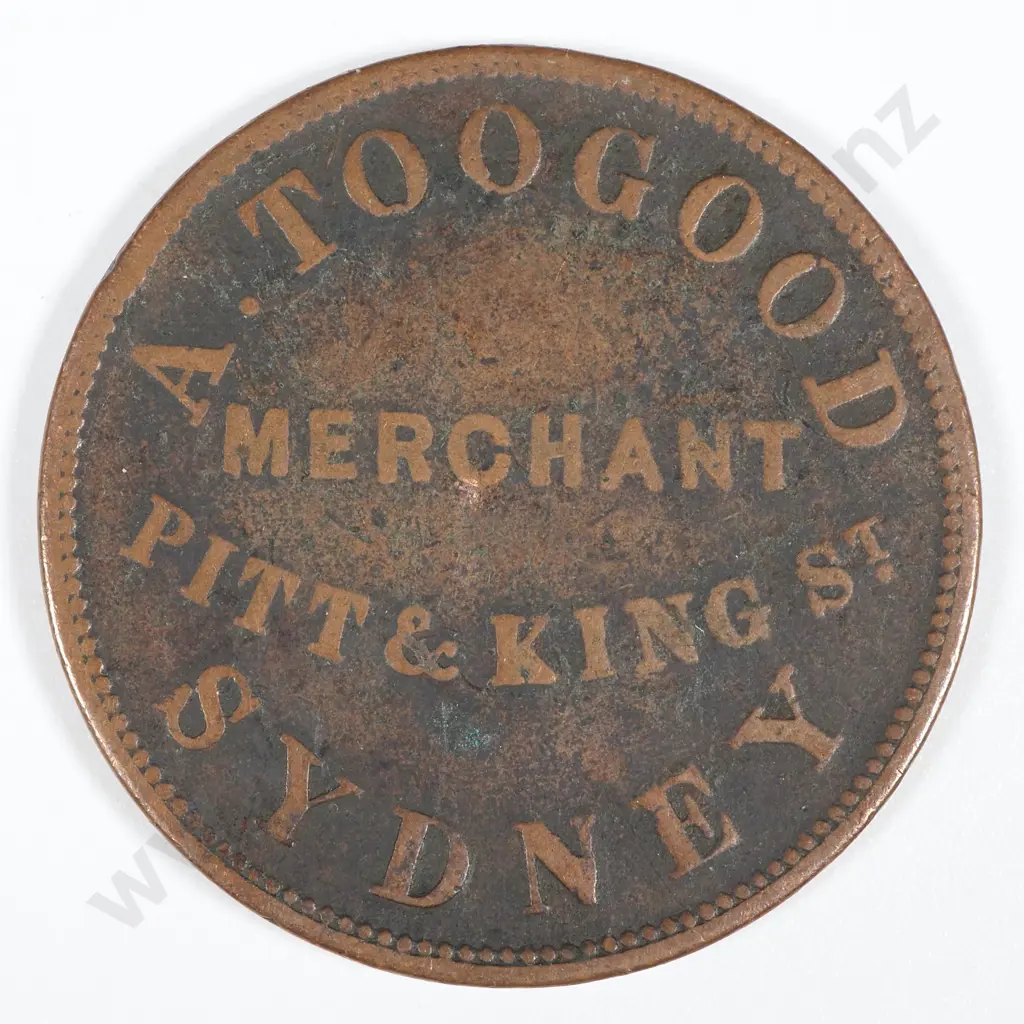 A. TOOGOOD
MERCHANT
PITT & KING ST.
SYDNEY